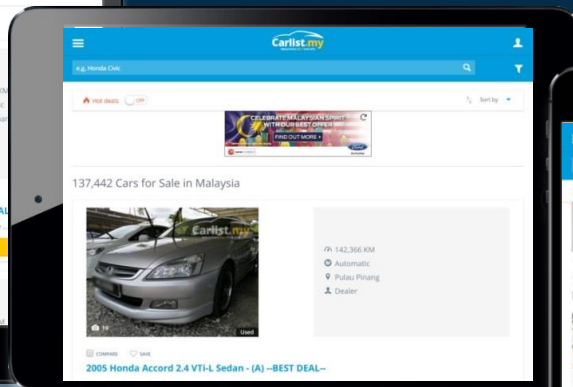 Carlist.my
e.g. Honda Civic
Hot deals OFF
Sort by
CELEBRATE MALAYSIAN SPIRIT
WITH OUR BEST OFFER
FIND OUT MORE
Ford
137,442 Cars for Sale in Malaysia
Carlist.my
19
Used
142,366 KM
Automatic
Pulau Pinang
Dealer
COMPARE SAVE
2005 Honda Accord 2.4 VTi-L Sedan - (A) --BEST DEAL--